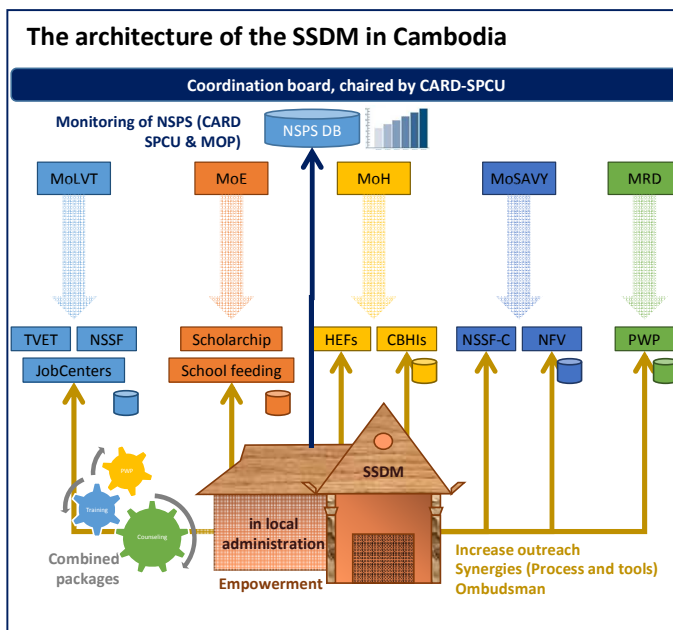 The architecture of the SSDM in Cambodia
Coordination board, chaired by CARD-SPCU
Monitoring of NSPS (CARD
SPCU & MOP)
NSPS DB
MoLVT
MoE
MoH
MoSAVY
MRD
TVET
NSSF
JobCenters
Scholarchip
School feeding
HEFs
CBHIs
NSSF-C
NFV
PWP
PWP
Training
Counseling
Combined
packages
SSDM
in local
administration
Empowerment
Increase outreach
Synergies (Process and tools)
Ombudsman